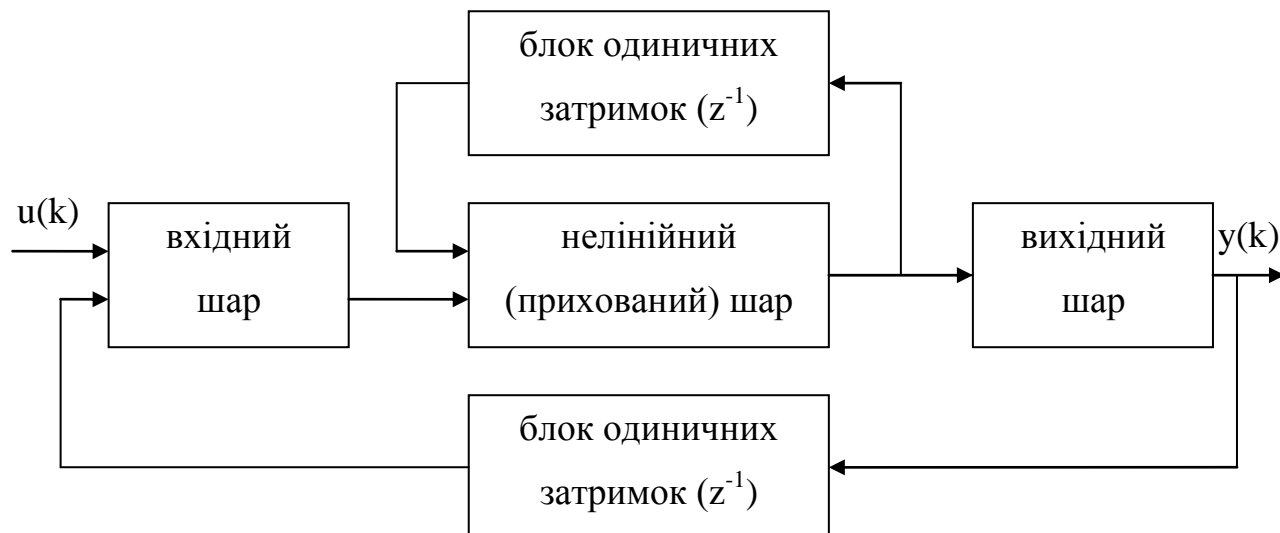 блок одиничних
затримок (z⁻¹)
u(k)
вхідний
шар
нелінійний
(прихований) шар
вихідний
шар
y(k)
блок одиничних
затримок (z⁻¹)